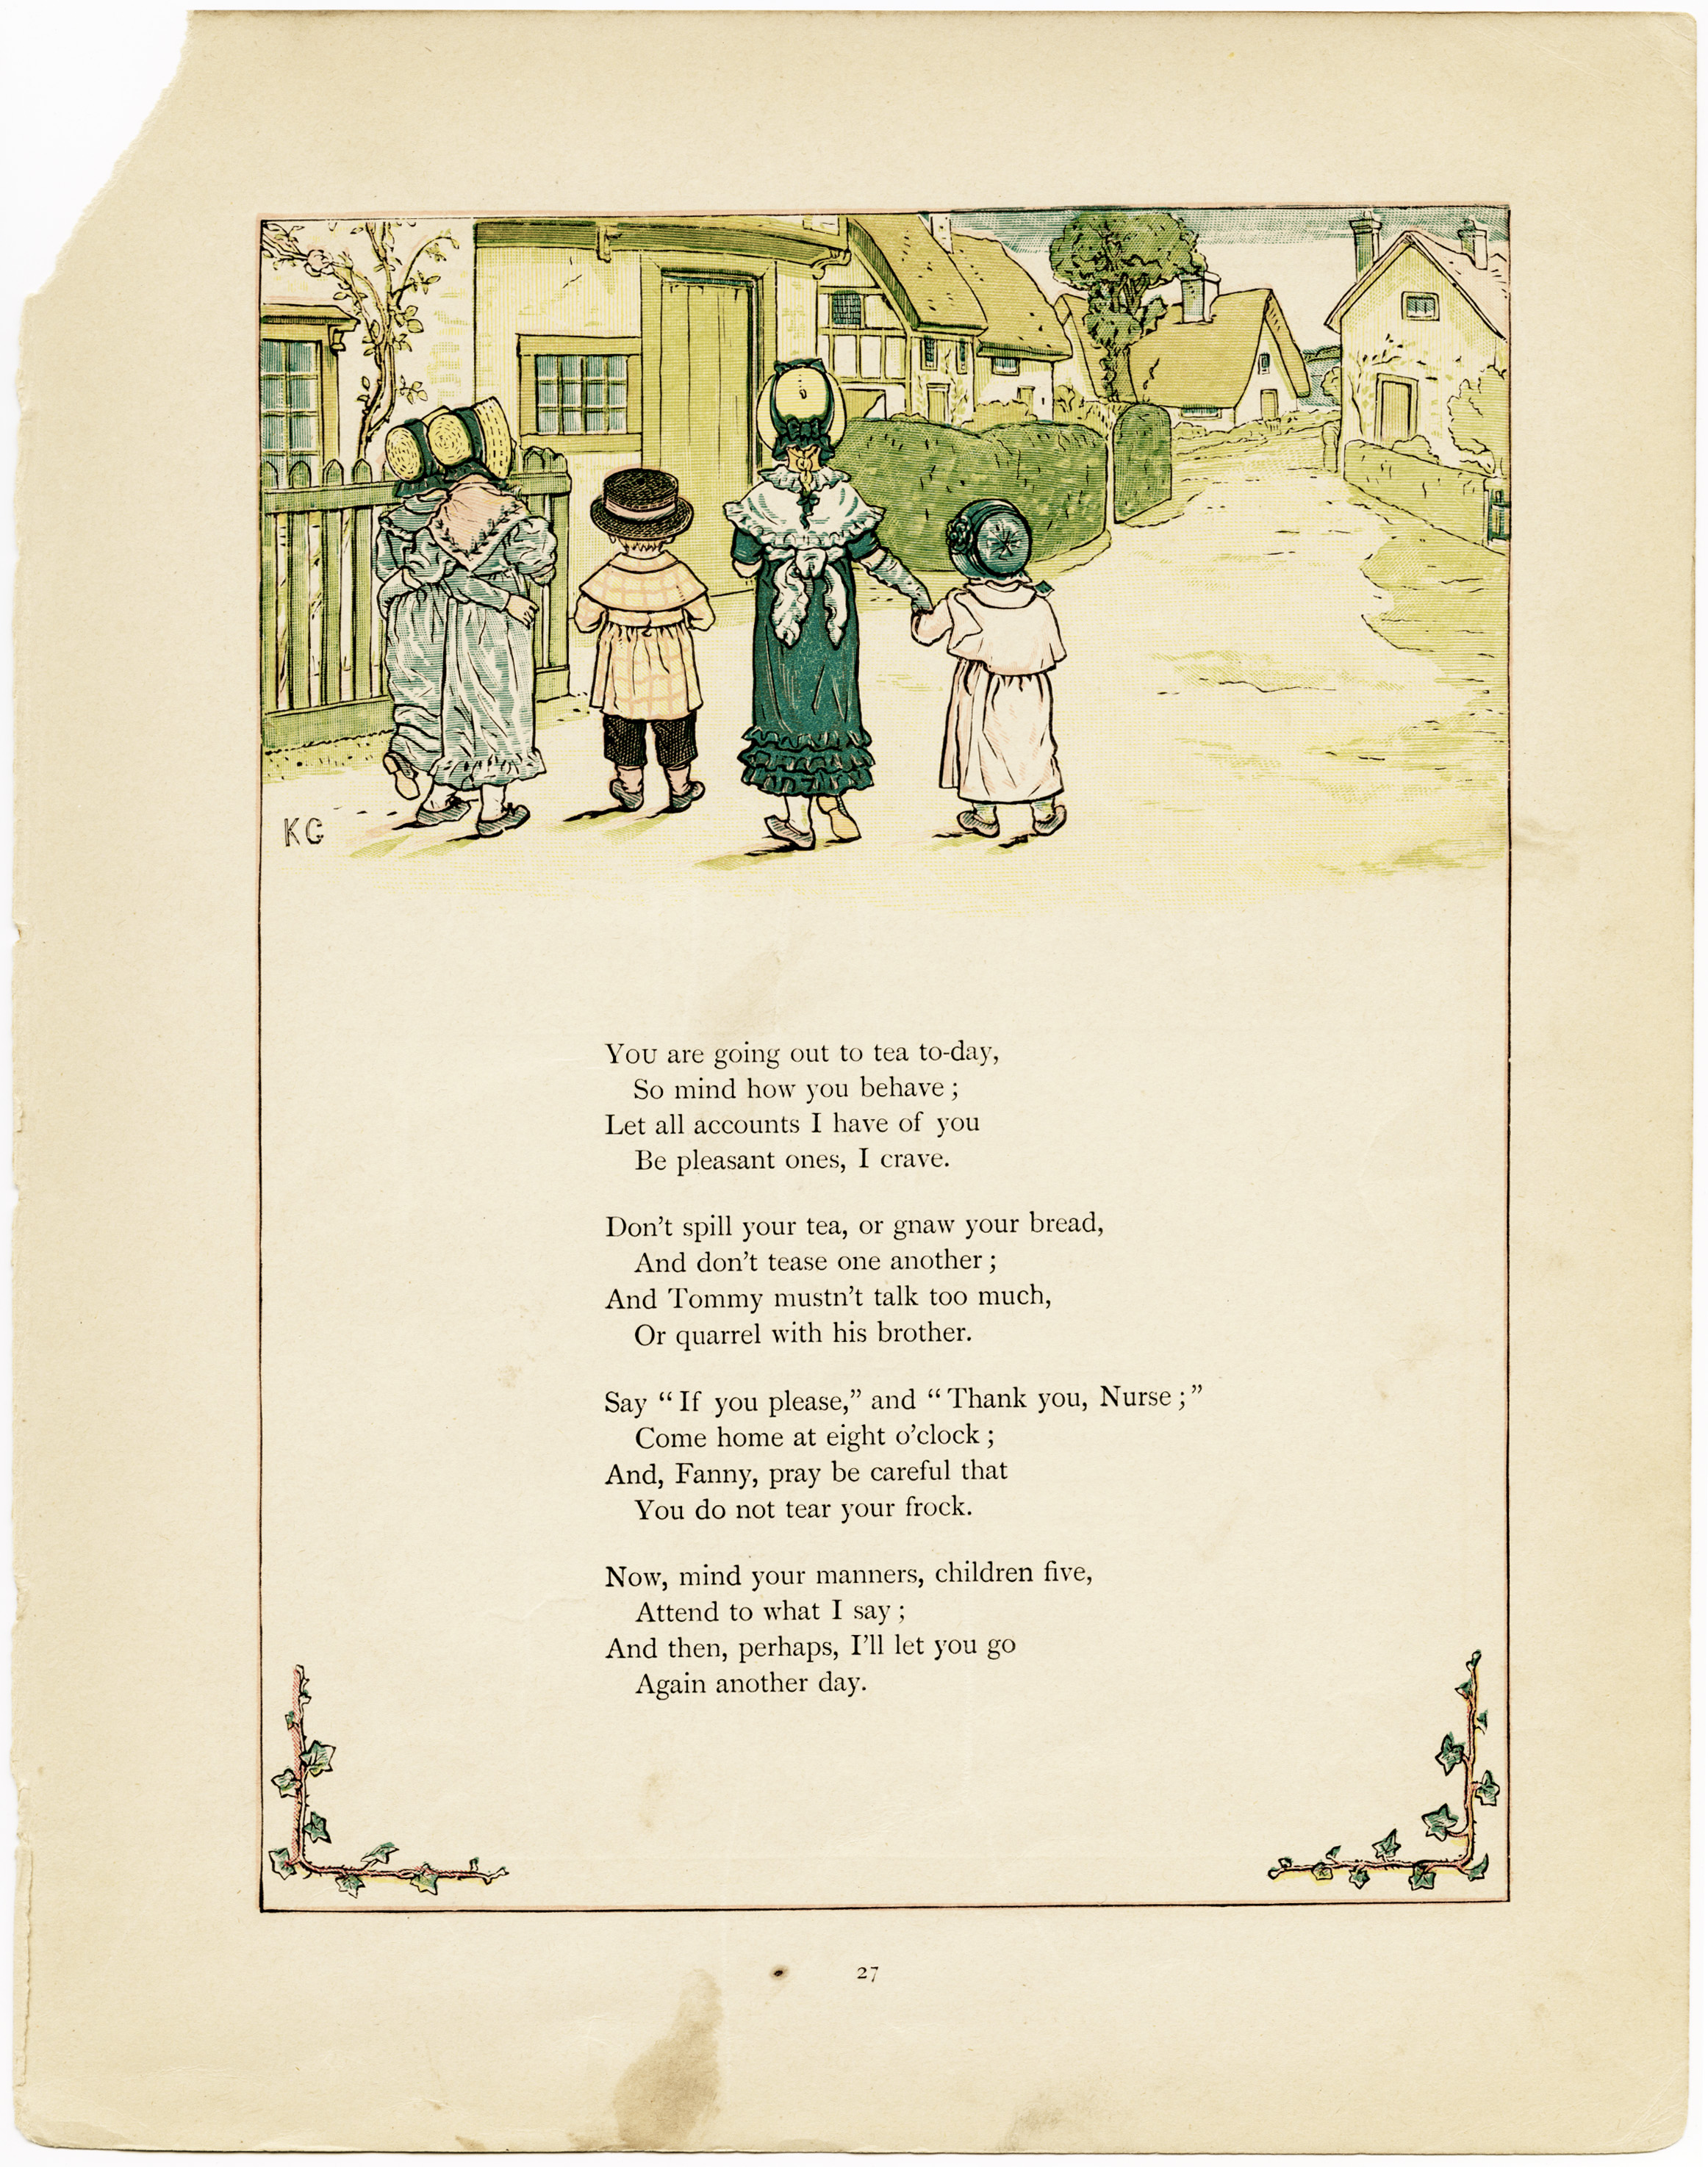 KG
You are going out to tea to-day,
So mind how you behave ;
Let all accounts I have of you
Be pleasant ones, I crave.
Don't spill your tea, or gnaw your bread,
And don't tease one another ;
And Tommy mustn't talk too much,
Or quarrel with his brother.
Say “ If you please,” and “ Thank you, Nurse ;”
Come home at eight o'clock ;
And, Fanny, pray be careful that
You do not tear your frock.
Now, mind your manners, children five,
Attend to what I say ;
And then, perhaps, I'll let you go
Again another day.
27